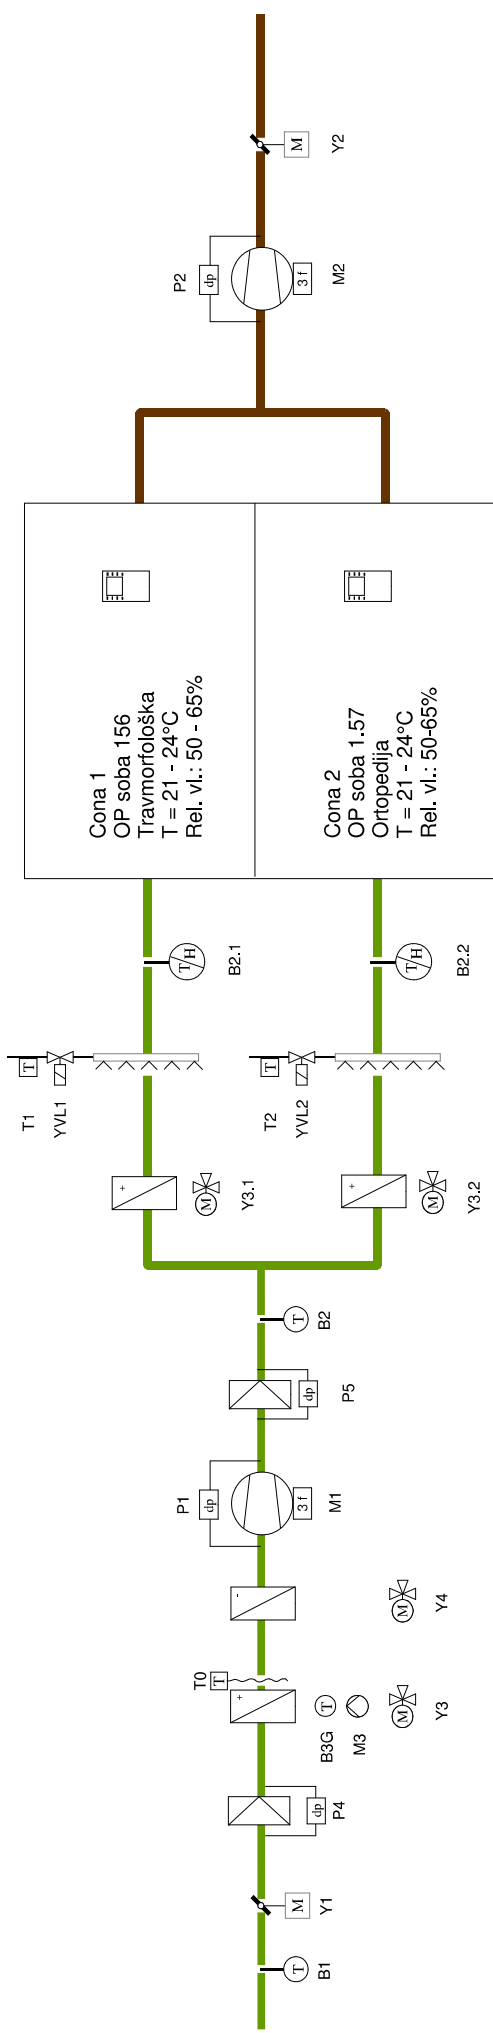 T
B1
M
Y1
dp
P4
T0
T
+
T
B3G
M3
M
Y3
-
M
Y4
P1
dp
3 f
M1
dp
P5
T
B2
+
M
Y3.1
+
M
Y3.2
T1
T
YVL1
T2
T
YVL2
T
H
B2.1
T
H
B2.2
Cona 1
OP soba 156
Travmorfološka
T = 21 - 24°C
Rel. vl.: 50 - 65%
Cona 2
OP soba 1.57
Ortopedija
T = 21 - 24°C
Rel. vl.: 50-65%
P2
dp
3 f
M2
M
Y2